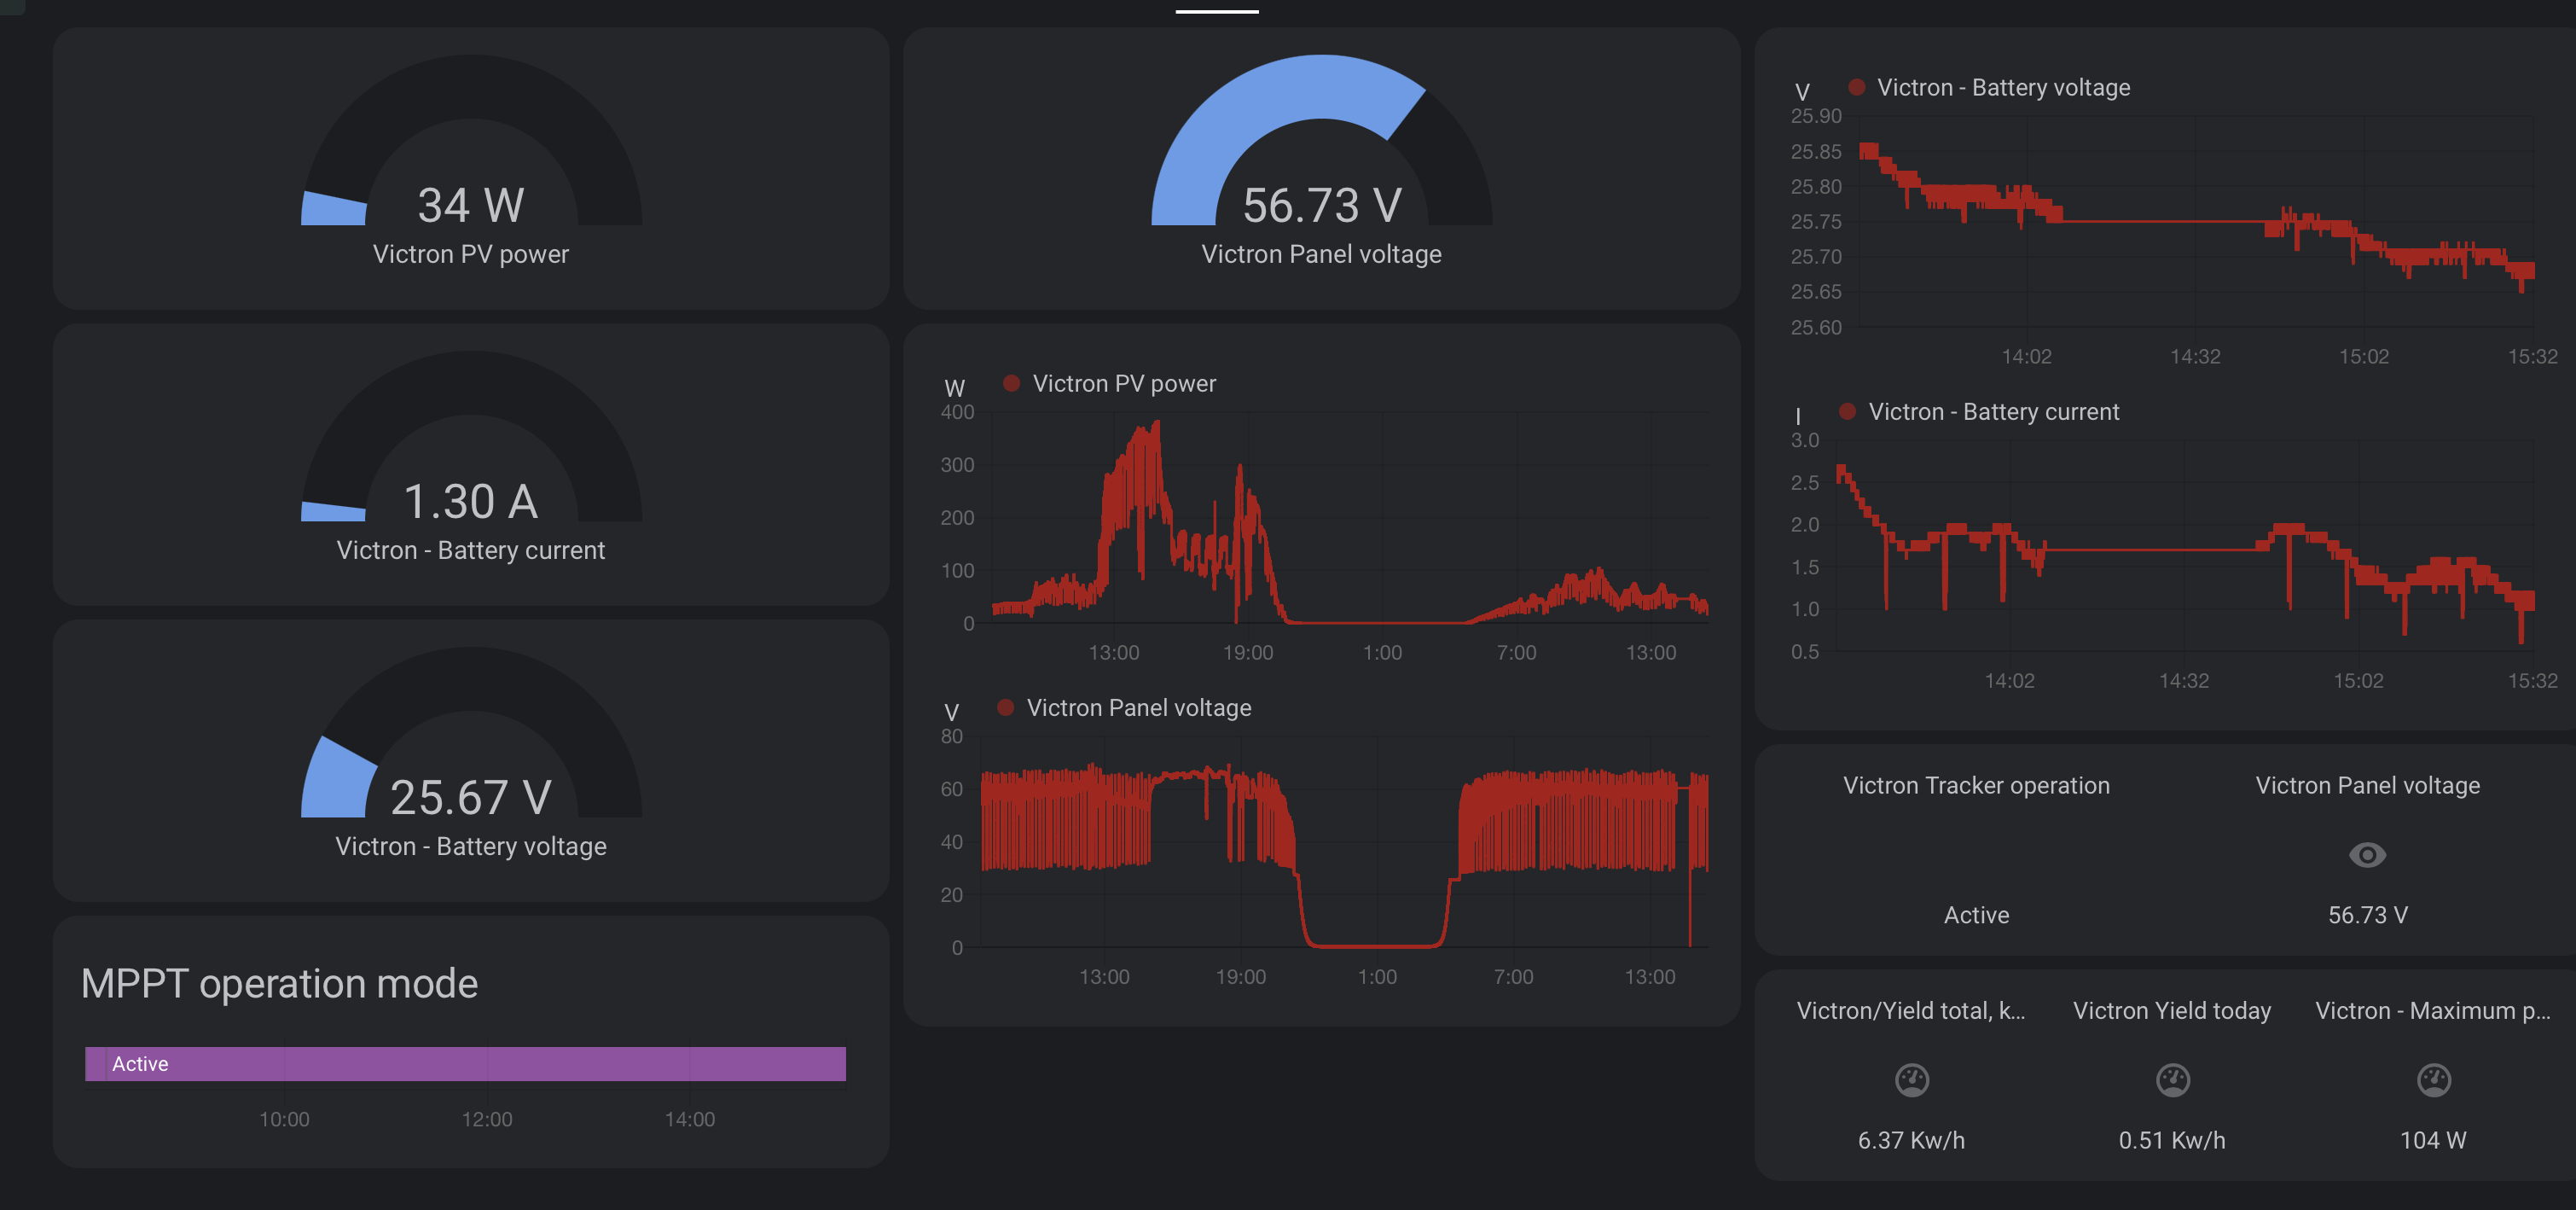 34 W
Victron PV power
1.30 A
Victron - Battery current
25.67 V
Victron - Battery voltage
MPPT operation mode
Active
10:00 12:00 14:00
56.73 V
Victron Panel voltage
W Victron PV power
400
300
200
100
0
13:00 19:00 1:00 7:00 13:00
V Victron Panel voltage
80
60
40
20
0
13:00 19:00 1:00 7:00 13:00
V Victron - Battery voltage
25.90
25.85
25.80
25.75
25.70
25.65
25.60
14:02 14:32 15:02 15:32
I Victron - Battery current
3.0
2.5
2.0
1.5
1.0
0.5
14:02 14:32 15:02 15:32
Victron Tracker operation Victron Panel voltage
Active 56.73 V
Victron/Yield total, k... Victron Yield today Victron - Maximum p...
6.37 Kw/h 0.51 Kw/h 104 W